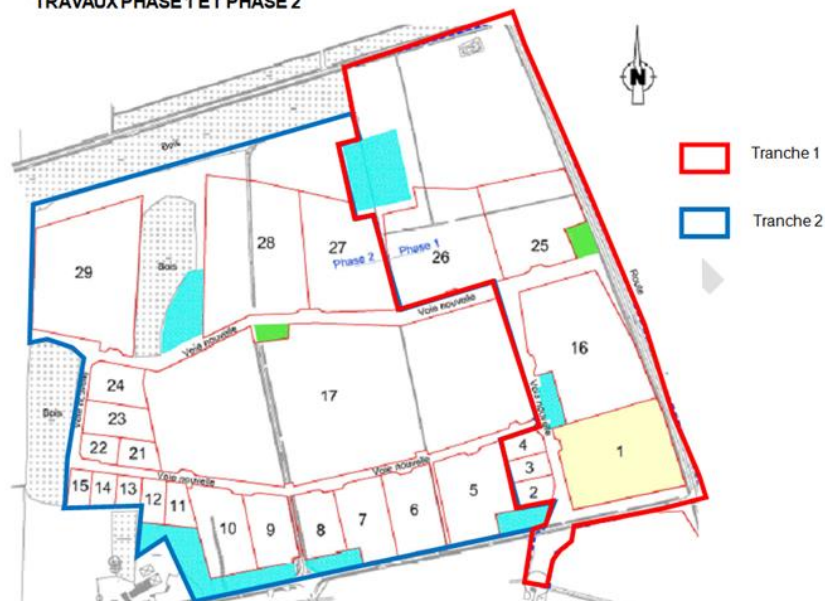 TRAVAUX PHASE 1 ET PHASE 2
N
Tranche 1
Tranche 2
Bois
Route
29
Bois
28
27
Phase 2
Phase 1
26
25
Voie nouvelle
Voie nouvelle
16
24
23
22
21
Bois
17
Voie nouvelle
1
4
3
2
Voie nouvelle
Voie nouvelle
15
14
13
12
11
10
9
8
7
6
5